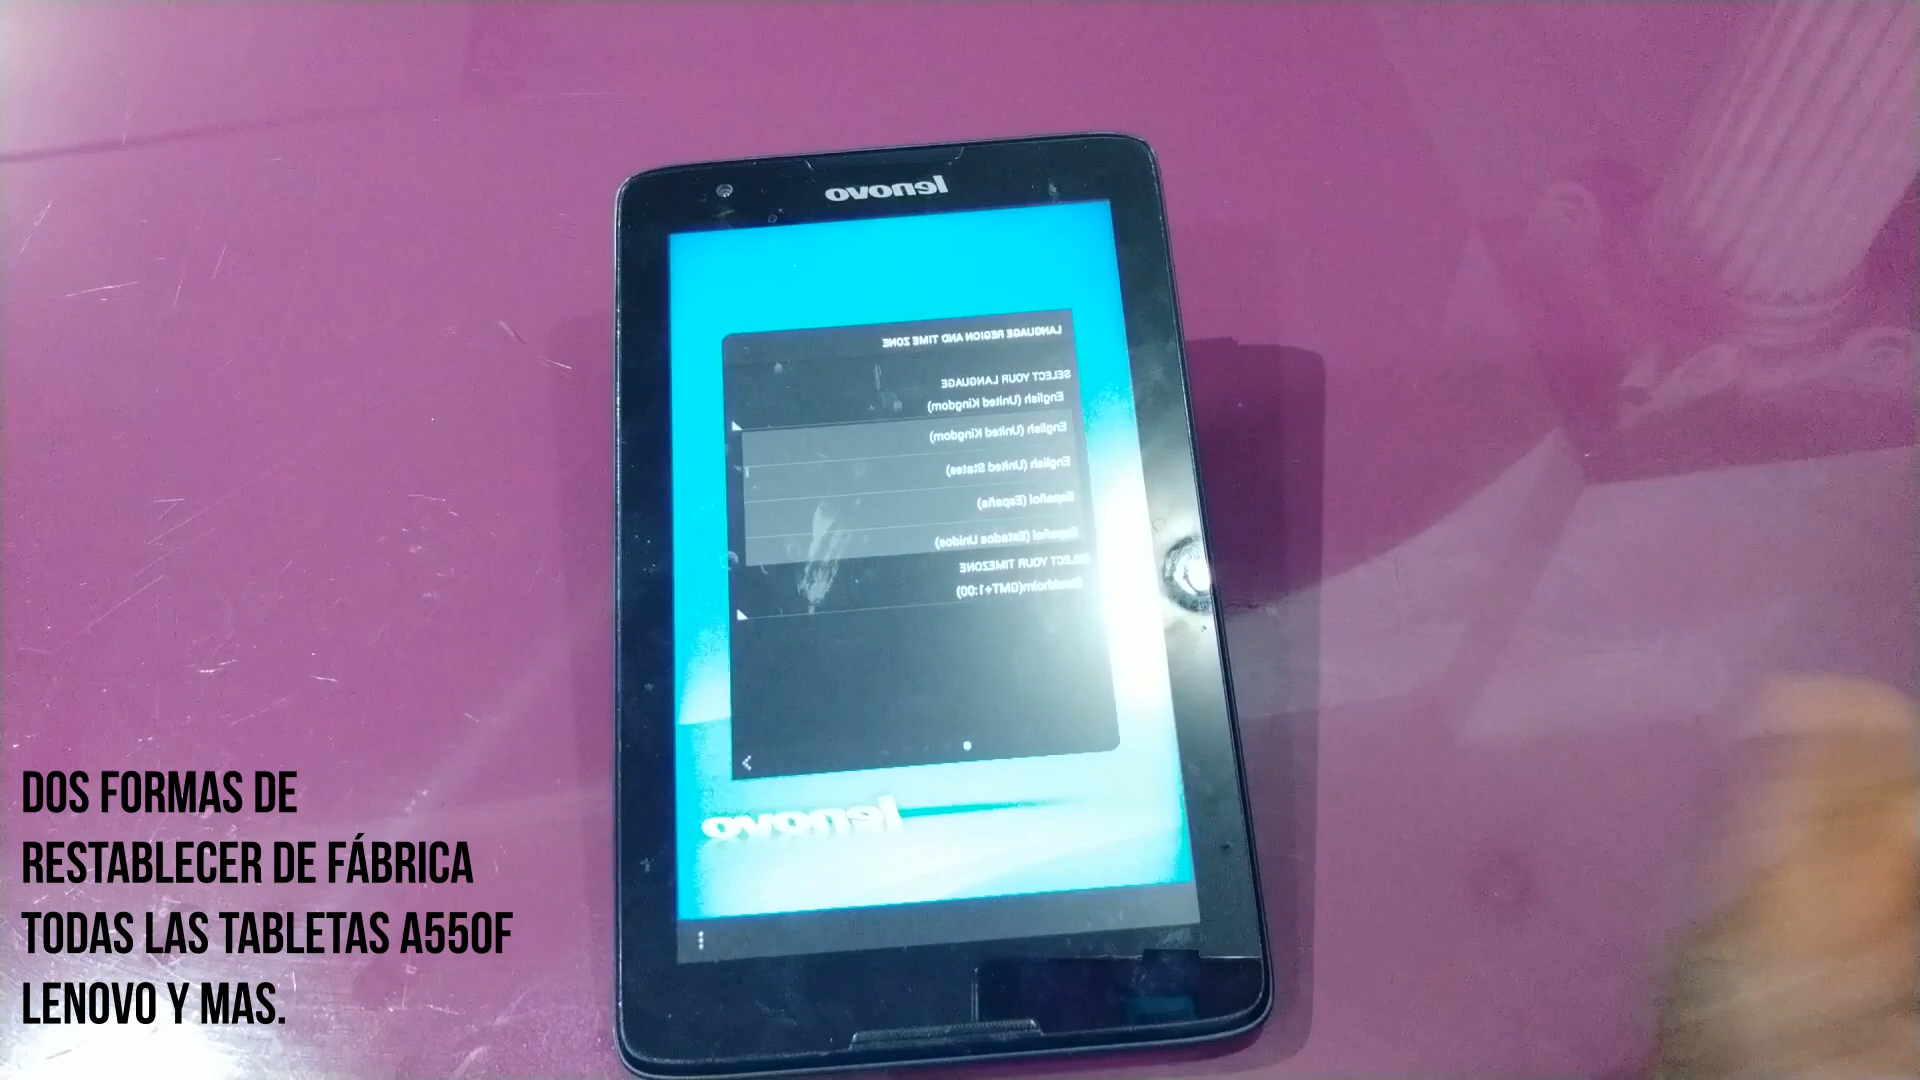 lenovo
LANGUAGE REGION AND TIME ZONE
SELECT YOUR LANGUAGE
English (United Kingdom)
English (United Kingdom)
English (United States)
Español (España)
Español (Estados Unidos)
SELECT YOUR TIMEZONE
Stockholm(GMT+1:00)
lenovo
DOS FORMAS DE
RESTABLECER DE FÁBRICA
TODAS LAS TABLETAS A550F
LENOVO Y MAS.